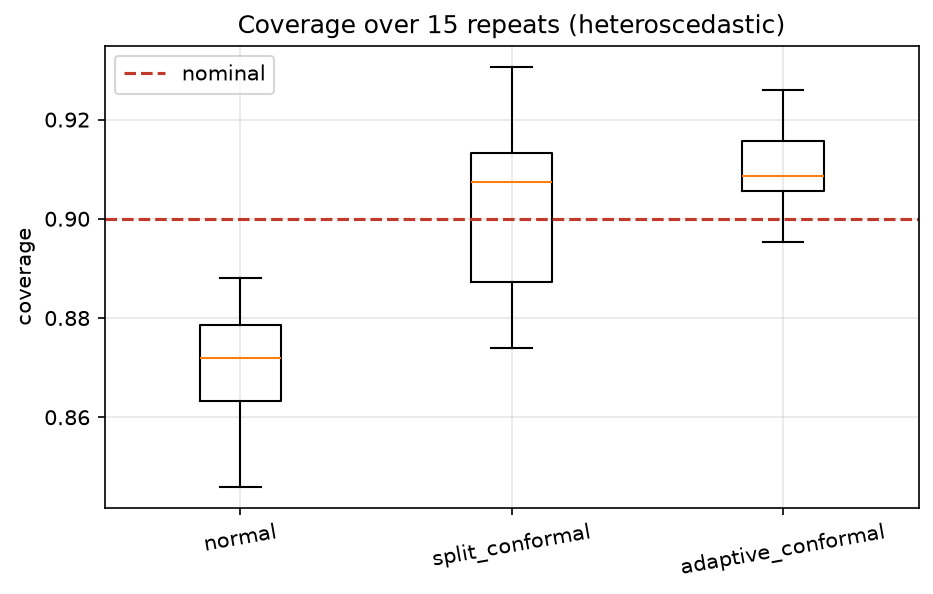 Coverage over 15 repeats (heteroscedastic)
nominal
coverage
0.92
0.90
0.88
0.86
normal
split_conformal
adaptive_conformal